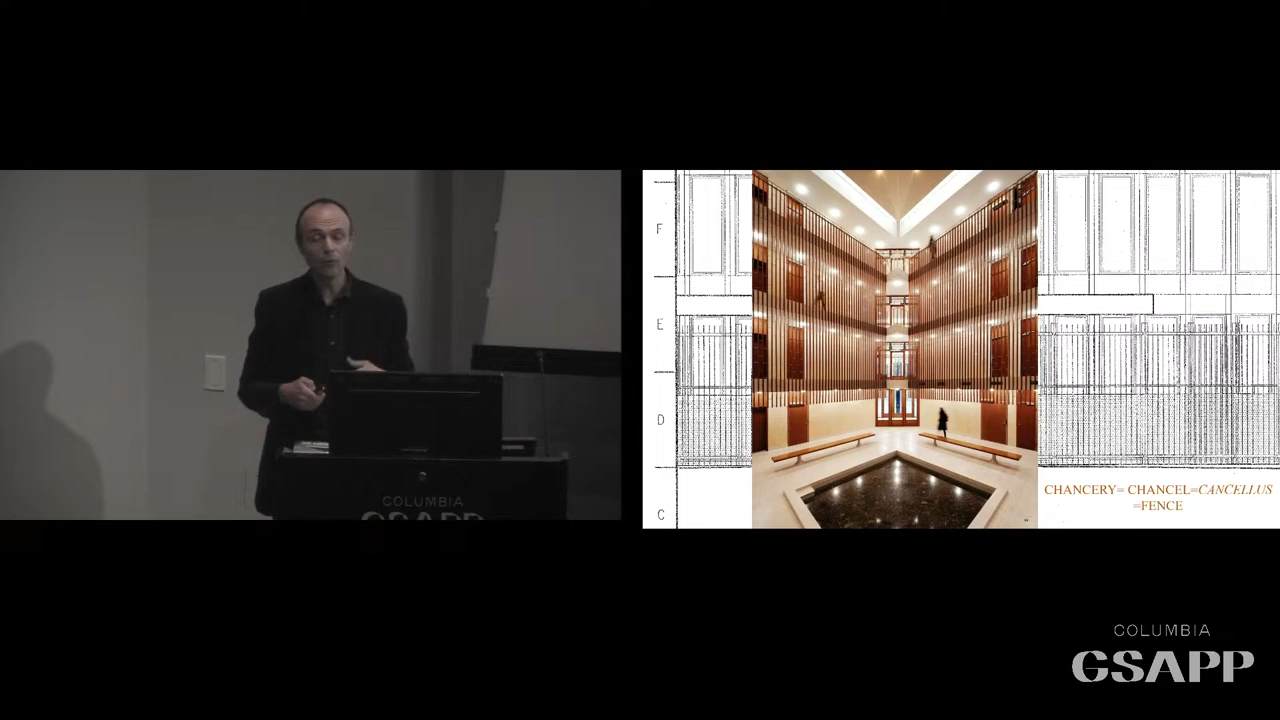 F
E
D
C
CHANCERY= CHANCEL=CANCELLUS
=FENCE
COLUMBIA
GSAPP
COLUMBIA
GSAPP